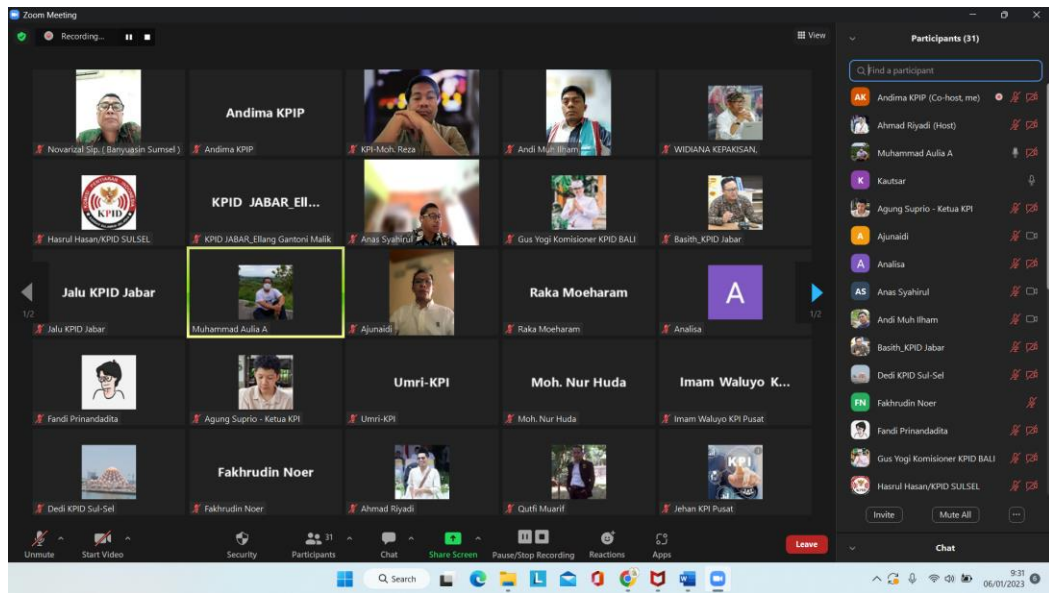 Zoom Meeting
Recording...
View
Novarizal Sip. ( Banyuasin Sumsel )
Andima KPIP
Andima KPIP
KPI-Moh. Reza
Andi Muh Ilham
WIDIANA KEPAKISAN,
KPID
Hasrul Hasan/KPID SULSEL
KPID JABAR_Ell...
KPID JABAR_Ellang Gantoni Malik
Anas Syahirul
Gus Yogi Komisioner KPID BALI
Basith_KPID Jabar
1/2
Jalu KPID Jabar
Jalu KPID Jabar
Muhammad Aulia A
Ajunaidi
Raka Moeharam
Raka Moeharam
A
Analisa
1/2
Fandi Prinandadita
Agung Suprio - Ketua KPI
Umri-KPI
Umri-KPI
Moh. Nur Huda
Moh. Nur Huda
Imam Waluyo K...
Imam Waluyo KPI Pusat
Dedi KPID Sul-Sel
Fakhrudin Noer
Fakhrudin Noer
Ahmad Riyadi
Qutfi Muarif
KPI
Jehan KPI Pusat
Unmute
Start Video
Security
Participants
31
Chat
Share Screen
Pause/Stop Recording
Reactions
Apps
Leave
Participants (31)
Find a participant
AK Andima KPIP (Co-host, me)
Ahmad Riyadi (Host)
Muhammad Aulia A
K Kautsar
Agung Suprio - Ketua KPI
A Ajunaidi
A Analisa
AS Anas Syahirul
Andi Muh Ilham
Basith_KPID Jabar
Dedi KPID Sul-Sel
FN Fakhrudin Noer
Fandi Prinandadita
Gus Yogi Komisioner KPID BALI
Hasrul Hasan/KPID SULSEL
Invite
Mute All
Chat
Search
9:31
06/01/2023